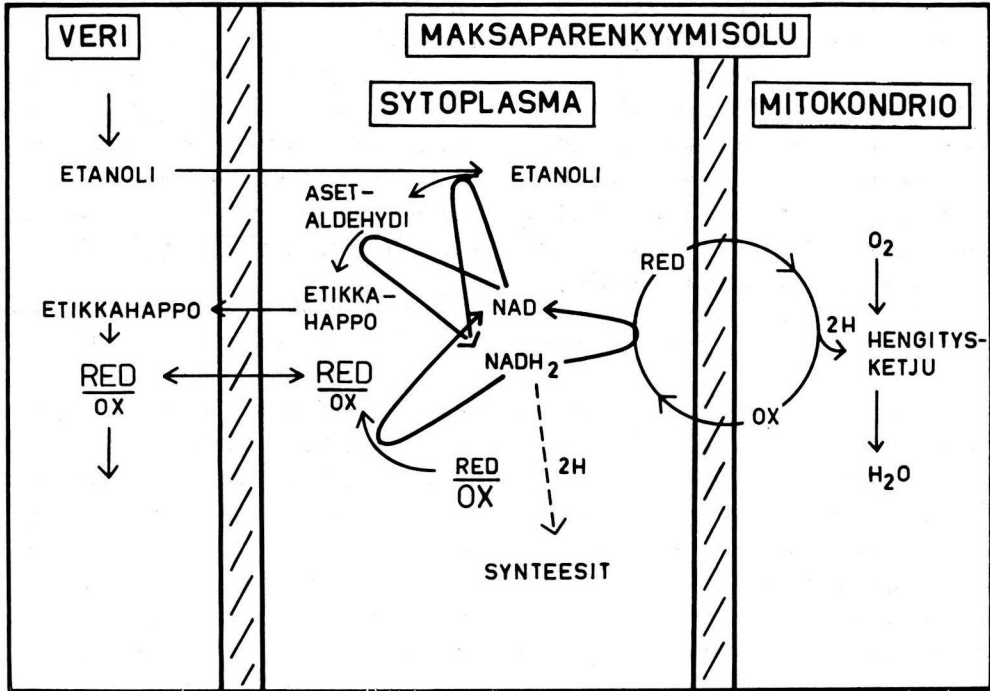 VERI
MAKSAPARENKYYMISOLU
SYTOPLASMA
MITOKONDRIO
ETANOLI
ETANOLI
ASET-
ALDEHYDI
ETIKKAHAPPO
ETIKKA-
HAPPO
NAD
NADH₂
RED
OX
RED
OX
RED
OX
2H
SYNTEESIT
RED
OX
2H
O₂
HENGITYS-
KETJU
H₂O